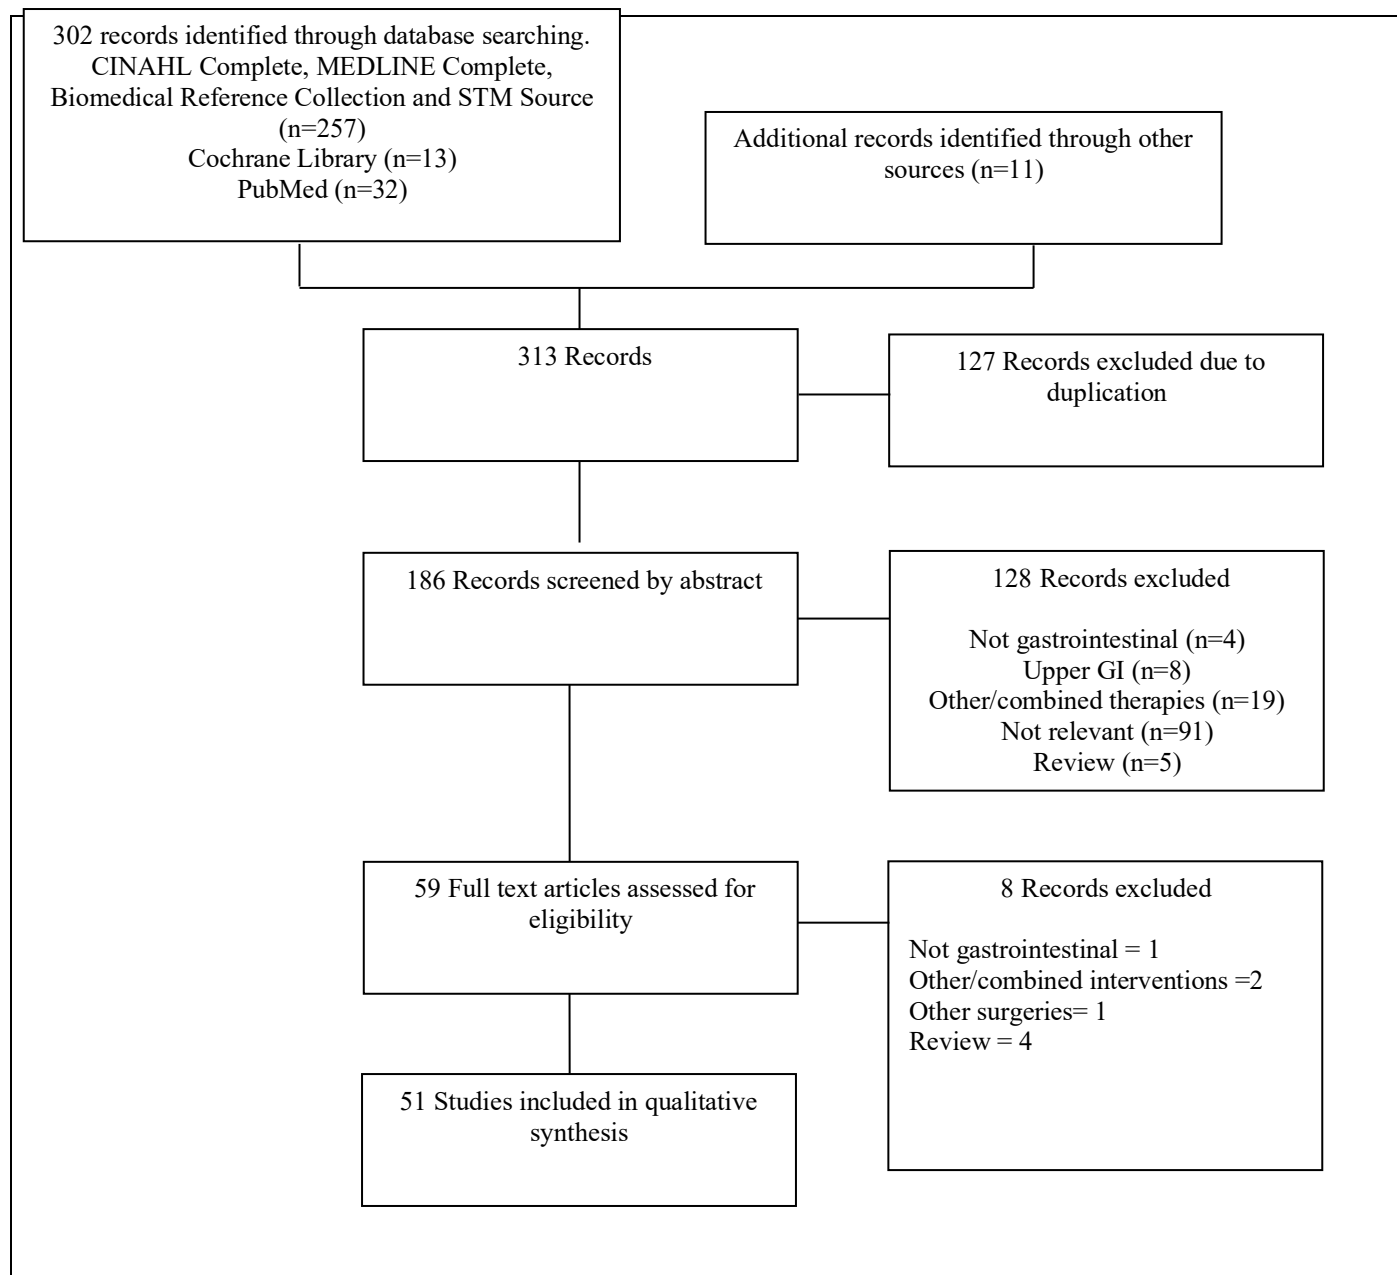 302 records identified through database searching.
CINAHL Complete, MEDLINE Complete,
Biomedical Reference Collection and STM Source
(n=257)
Cochrane Library (n=13)
PubMed (n=32)
Additional records identified through other
sources (n=11)
313 Records
127 Records excluded due to
duplication
186 Records screened by abstract
128 Records excluded
Not gastrointestinal (n=4)
Upper GI (n=8)
Other/combined therapies (n=19)
Not relevant (n=91)
Review (n=5)
59 Full text articles assessed for
eligibility
8 Records excluded
Not gastrointestinal = 1
Other/combined interventions =2
Other surgeries= 1
Review = 4
51 Studies included in qualitative
synthesis